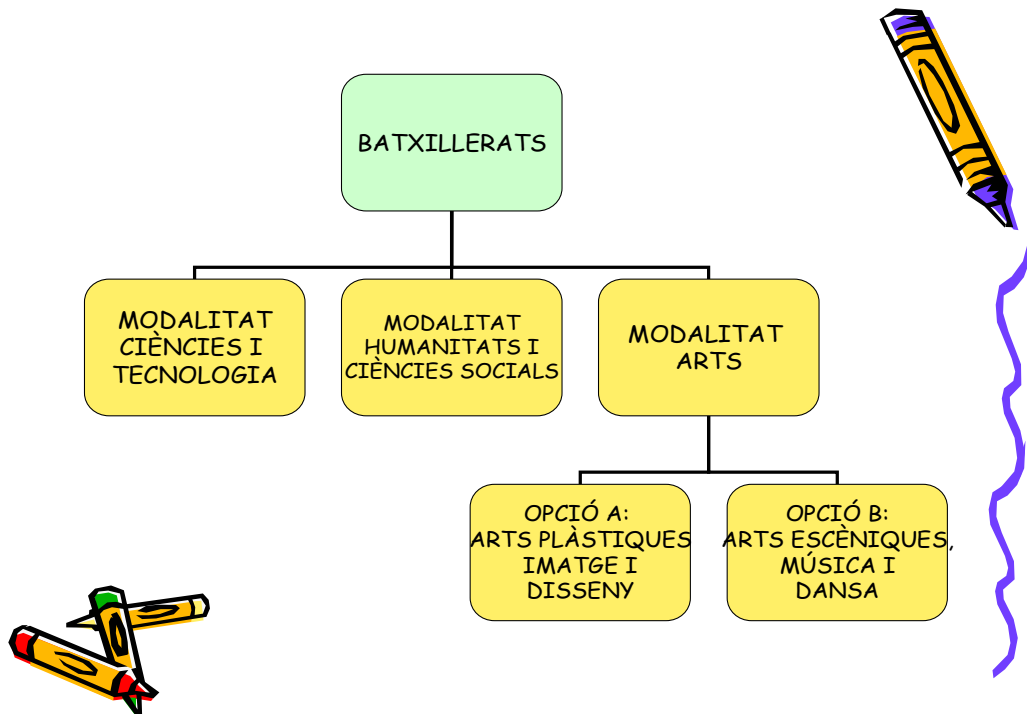 BATXILLERATS
MODALITAT
CIÈNCIES I
TECNOLOGIA
MODALITAT
HUMANITATS I
CIÈNCIES SOCIALS
MODALITAT
ARTS
OPCIÓ A:
ARTS PLÀSTIQUES
IMATGE I
DISSENY
OPCIÓ B:
ARTS ESCÈNIQUES,
MÚSICA I
DANSA